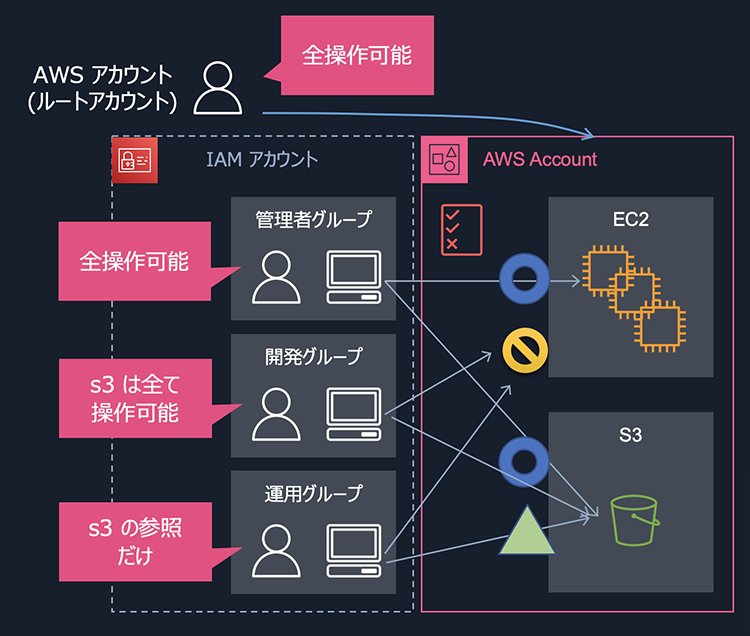 全操作可能
AWS アカウント
(ルートアカウント)
IAM アカウント
AWS Account
管理者グループ
EC2
全操作可能
開発グループ
s3 は全て
操作可能
S3
運用グループ
s3 の参照
だけ